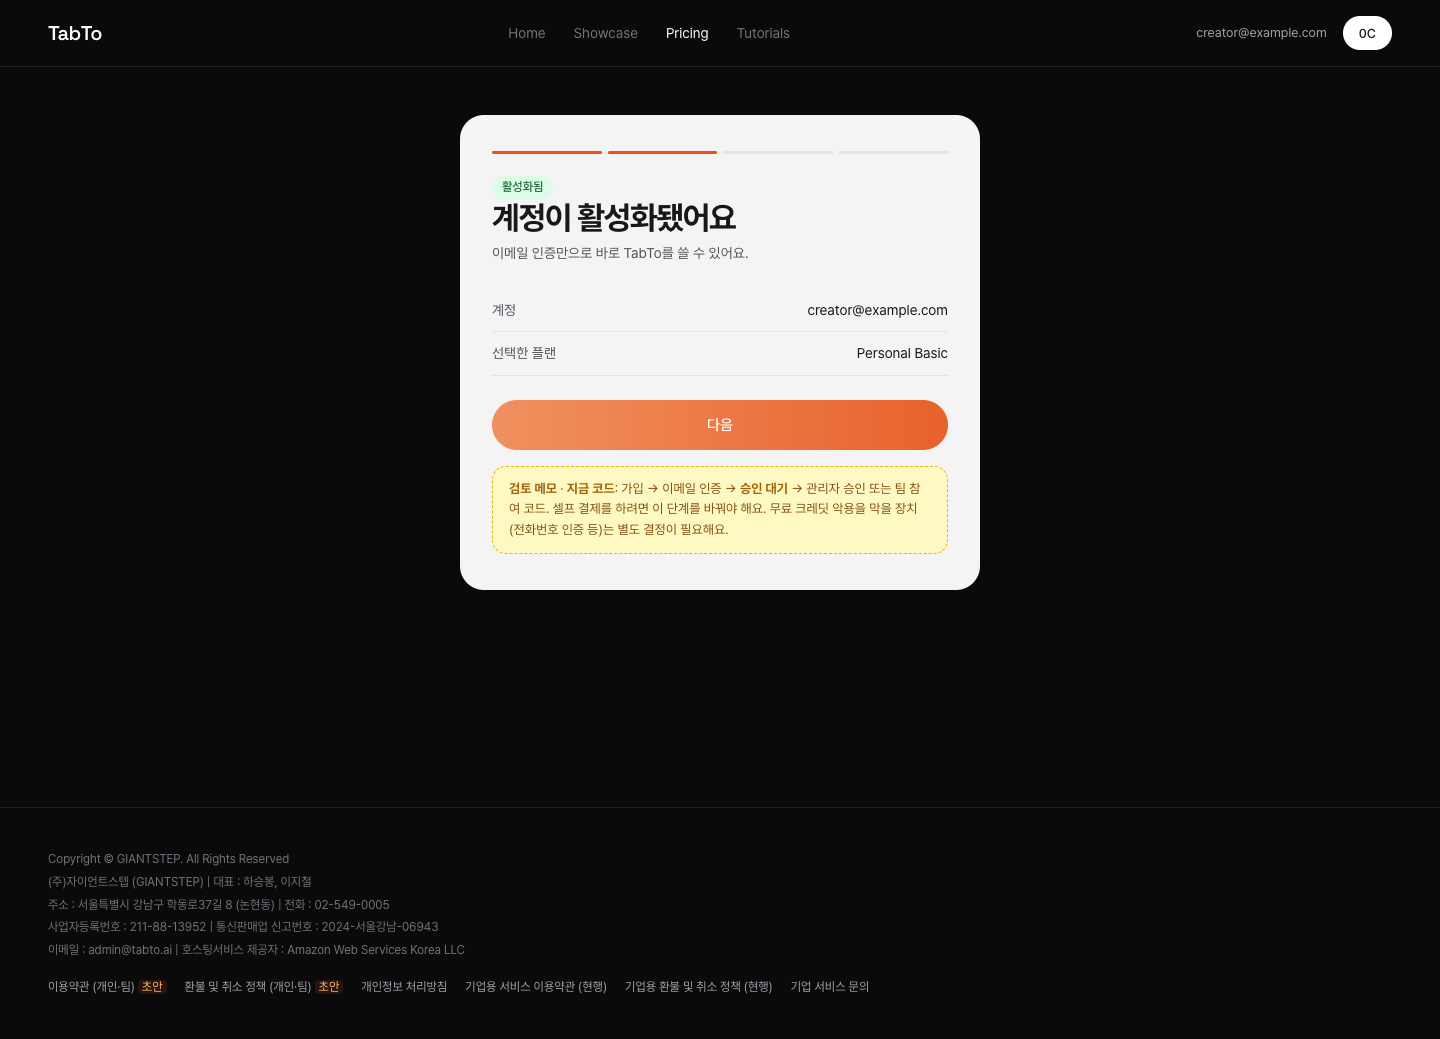 TabTo
Home Showcase Pricing Tutorials
creator@example.com 0C
활성화됨
계정이 활성화됐어요
이메일 인증만으로 바로 TabTo를 쓸 수 있어요.
계정 creator@example.com
선택한 플랜 Personal Basic
다음
검토 메모 · 지금 코드: 가입 → 이메일 인증 → 승인 대기 → 관리자 승인 또는 팀 참
여 코드. 셀프 결제를 하려면 이 단계를 바꿔야 해요. 무료 크레딧 악용을 막을 장치
(전화번호 인증 등)는 별도 결정이 필요해요.
Copyright © GIANTSTEP. All Rights Reserved
(주)자이언트스텝 (GIANTSTEP) | 대표 : 하승봉, 이지철
주소 : 서울특별시 강남구 학동로37길 8 (논현동) | 전화 : 02-549-0005
사업자등록번호 : 211-88-13952 | 통신판매업 신고번호 : 2024-서울강남-06943
이메일 : admin@tabto.ai | 호스팅서비스 제공자 : Amazon Web Services Korea LLC
이용약관 (개인·팀) 초안 환불 및 취소 정책 (개인·팀) 초안 개인정보 처리방침 기업용 서비스 이용약관 (현행) 기업용 환불 및 취소 정책 (현행) 기업 서비스 문의